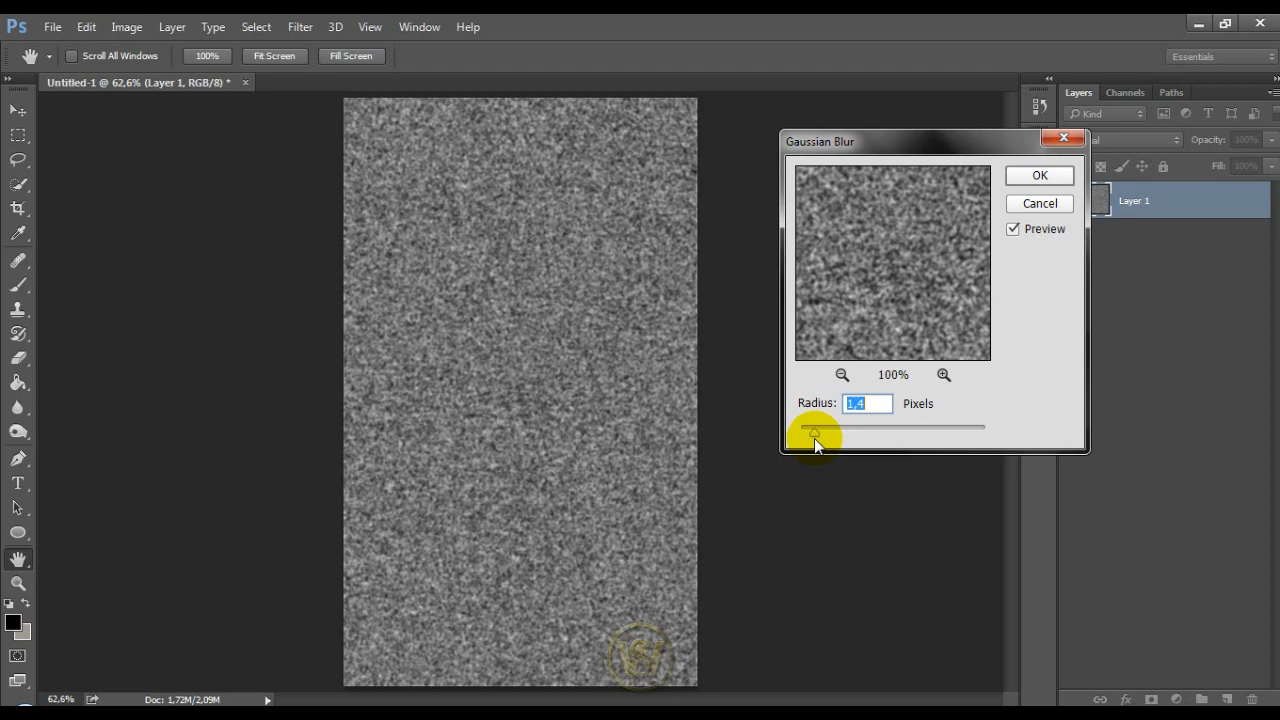 Ps File Edit Image Layer Type Select Filter 3D View Window Help
Scroll All Windows 100% Fit Screen Fill Screen Essentials
Untitled-1 @ 62,6% (Layer 1, RGB/8) * ×
Layers Channels Paths
Kind
Opacity: 100%
Fill: 100%
Layer 1
Gaussian Blur
OK
Cancel
Preview
100%
Radius: 1,4 Pixels
T
W
62,6% Doc: 1,72M/2,09M
fx